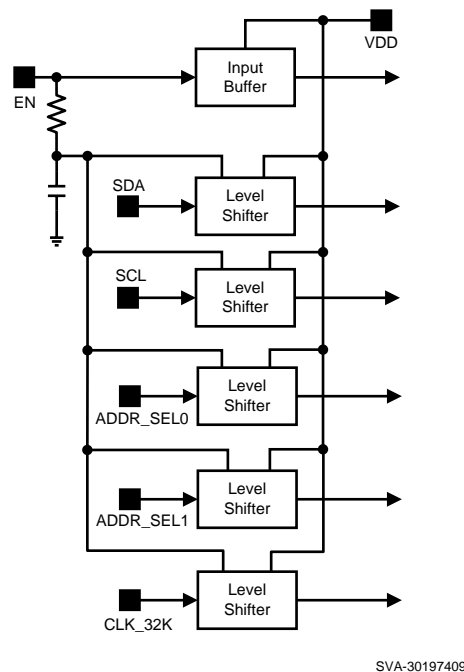 VDD
Input
Buffer
EN
SDA
Level
Shifter
SCL
Level
Shifter
Level
Shifter
ADDR_SEL0
Level
Shifter
ADDR_SEL1
Level
Shifter
CLK_32K
SVA-30197409